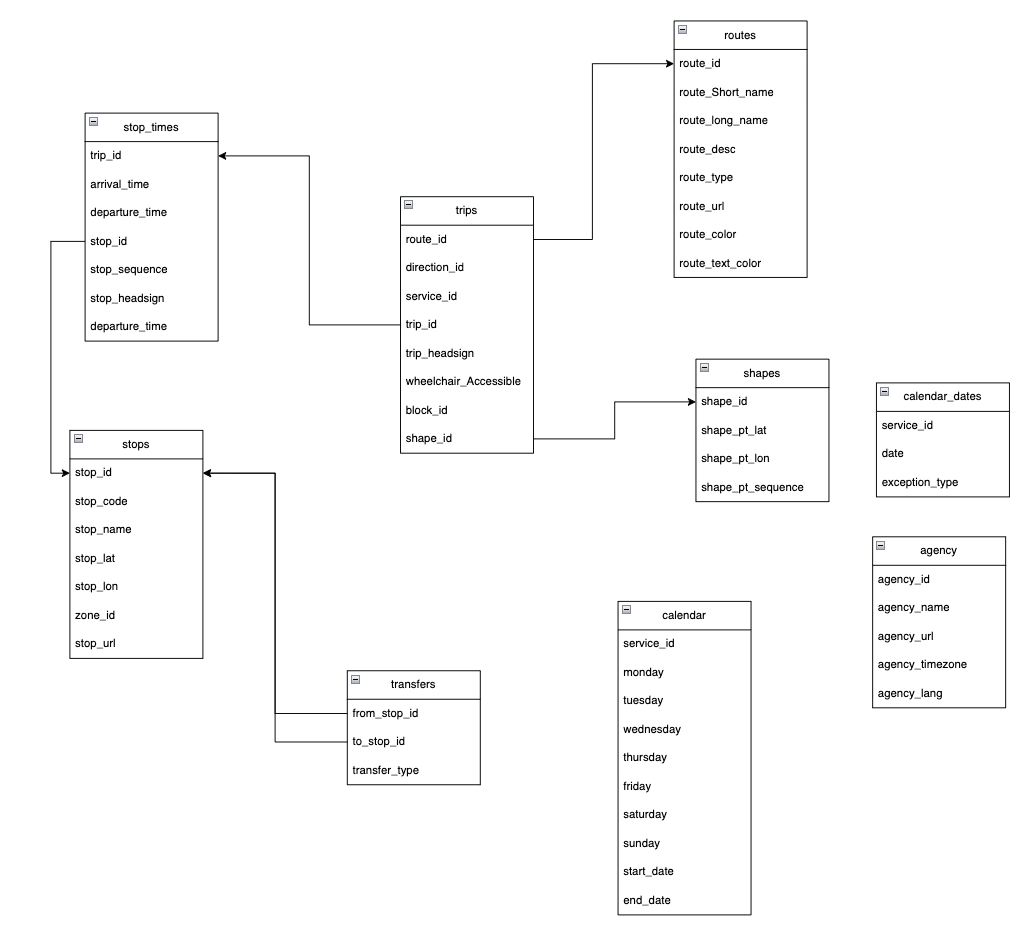 routes
route_id
route_Short_name
route_long_name
route_desc
route_type
route_url
route_color
route_text_color
stop_times
trip_id
arrival_time
departure_time
stop_id
stop_sequence
stop_headsign
departure_time
trips
route_id
direction_id
service_id
trip_id
trip_headsign
wheelchair_Accessible
block_id
shape_id
shapes
shape_id
shape_pt_lat
shape_pt_lon
shape_pt_sequence
calendar_dates
service_id
date
exception_type
stops
stop_id
stop_code
stop_name
stop_lat
stop_lon
zone_id
stop_url
agency
agency_id
agency_name
agency_url
agency_timezone
agency_lang
calendar
service_id
monday
tuesday
wednesday
thursday
friday
saturday
sunday
start_date
end_date
transfers
from_stop_id
to_stop_id
transfer_type